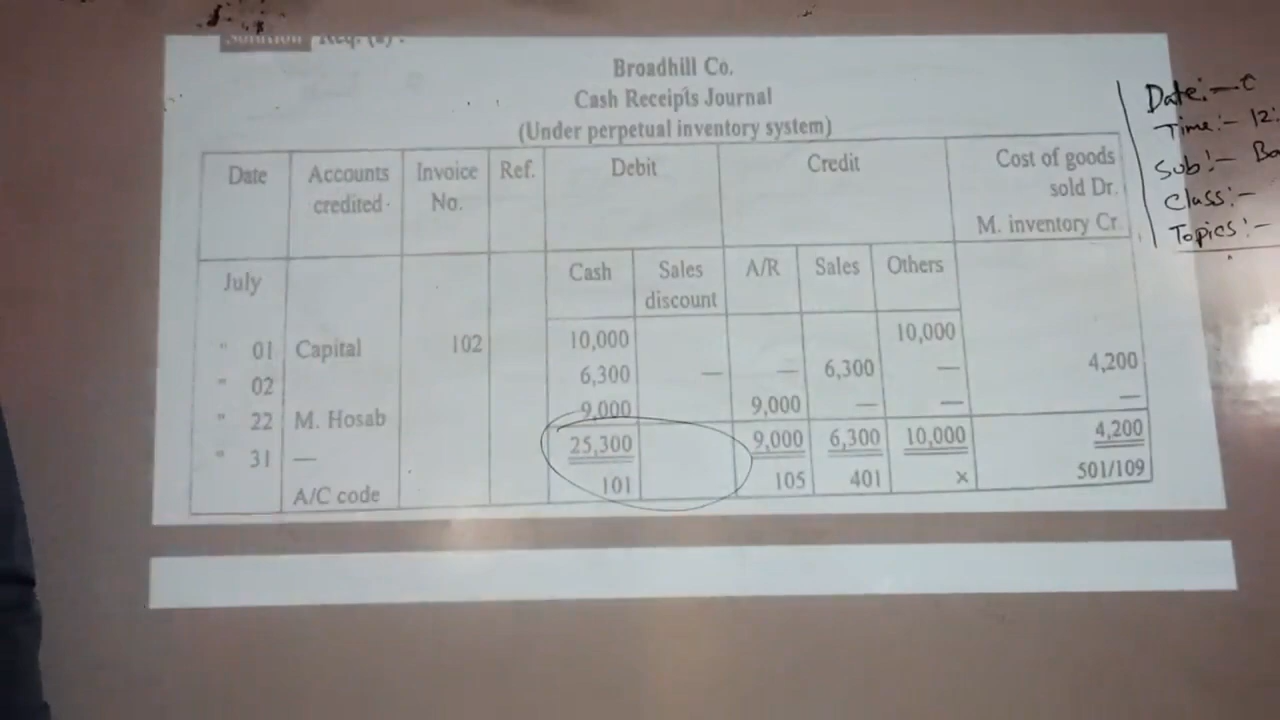 Solution Req. (a) :
Broadhill Co.
Cash Receipts Journal
(Under perpetual inventory system)
Date Accounts credited Invoice No. Ref. Debit Credit Cost of goods sold Dr. M. inventory Cr.
July Cash Sales discount A/R Sales Others
" 01 Capital 102 10,000 10,000
" 02 6,300 — — 6,300 — 4,200
" 22 M. Hosab 9,000 9,000 — — —
" 31 — 25,300 9,000 6,300 10,000 4,200
A/C code 101 105 401 x 501/109
Date:-
Time:- 12:
Sub:- Ba
Class:-
Topics:-